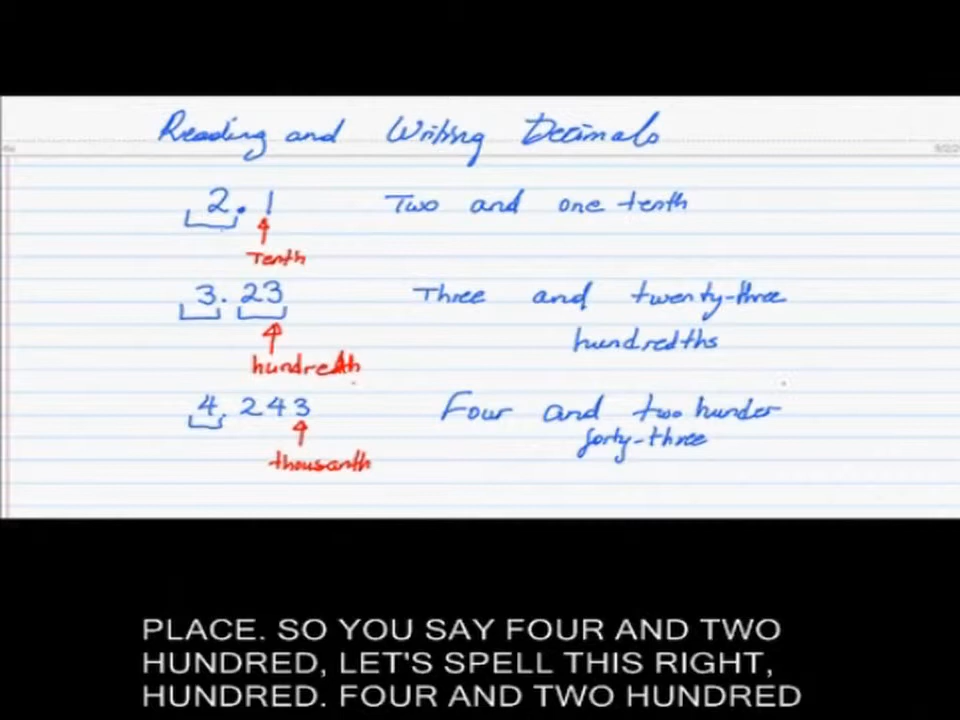 Reading and Writing Decimals
2.1 Two and one tenth
Tenth
3.23 Three and twenty-three
hundredths
hundredth
4.243 Four and two hunder
forty-three
thousanth
PLACE. SO YOU SAY FOUR AND TWO
HUNDRED, LET'S SPELL THIS RIGHT,
HUNDRED. FOUR AND TWO HUNDRED